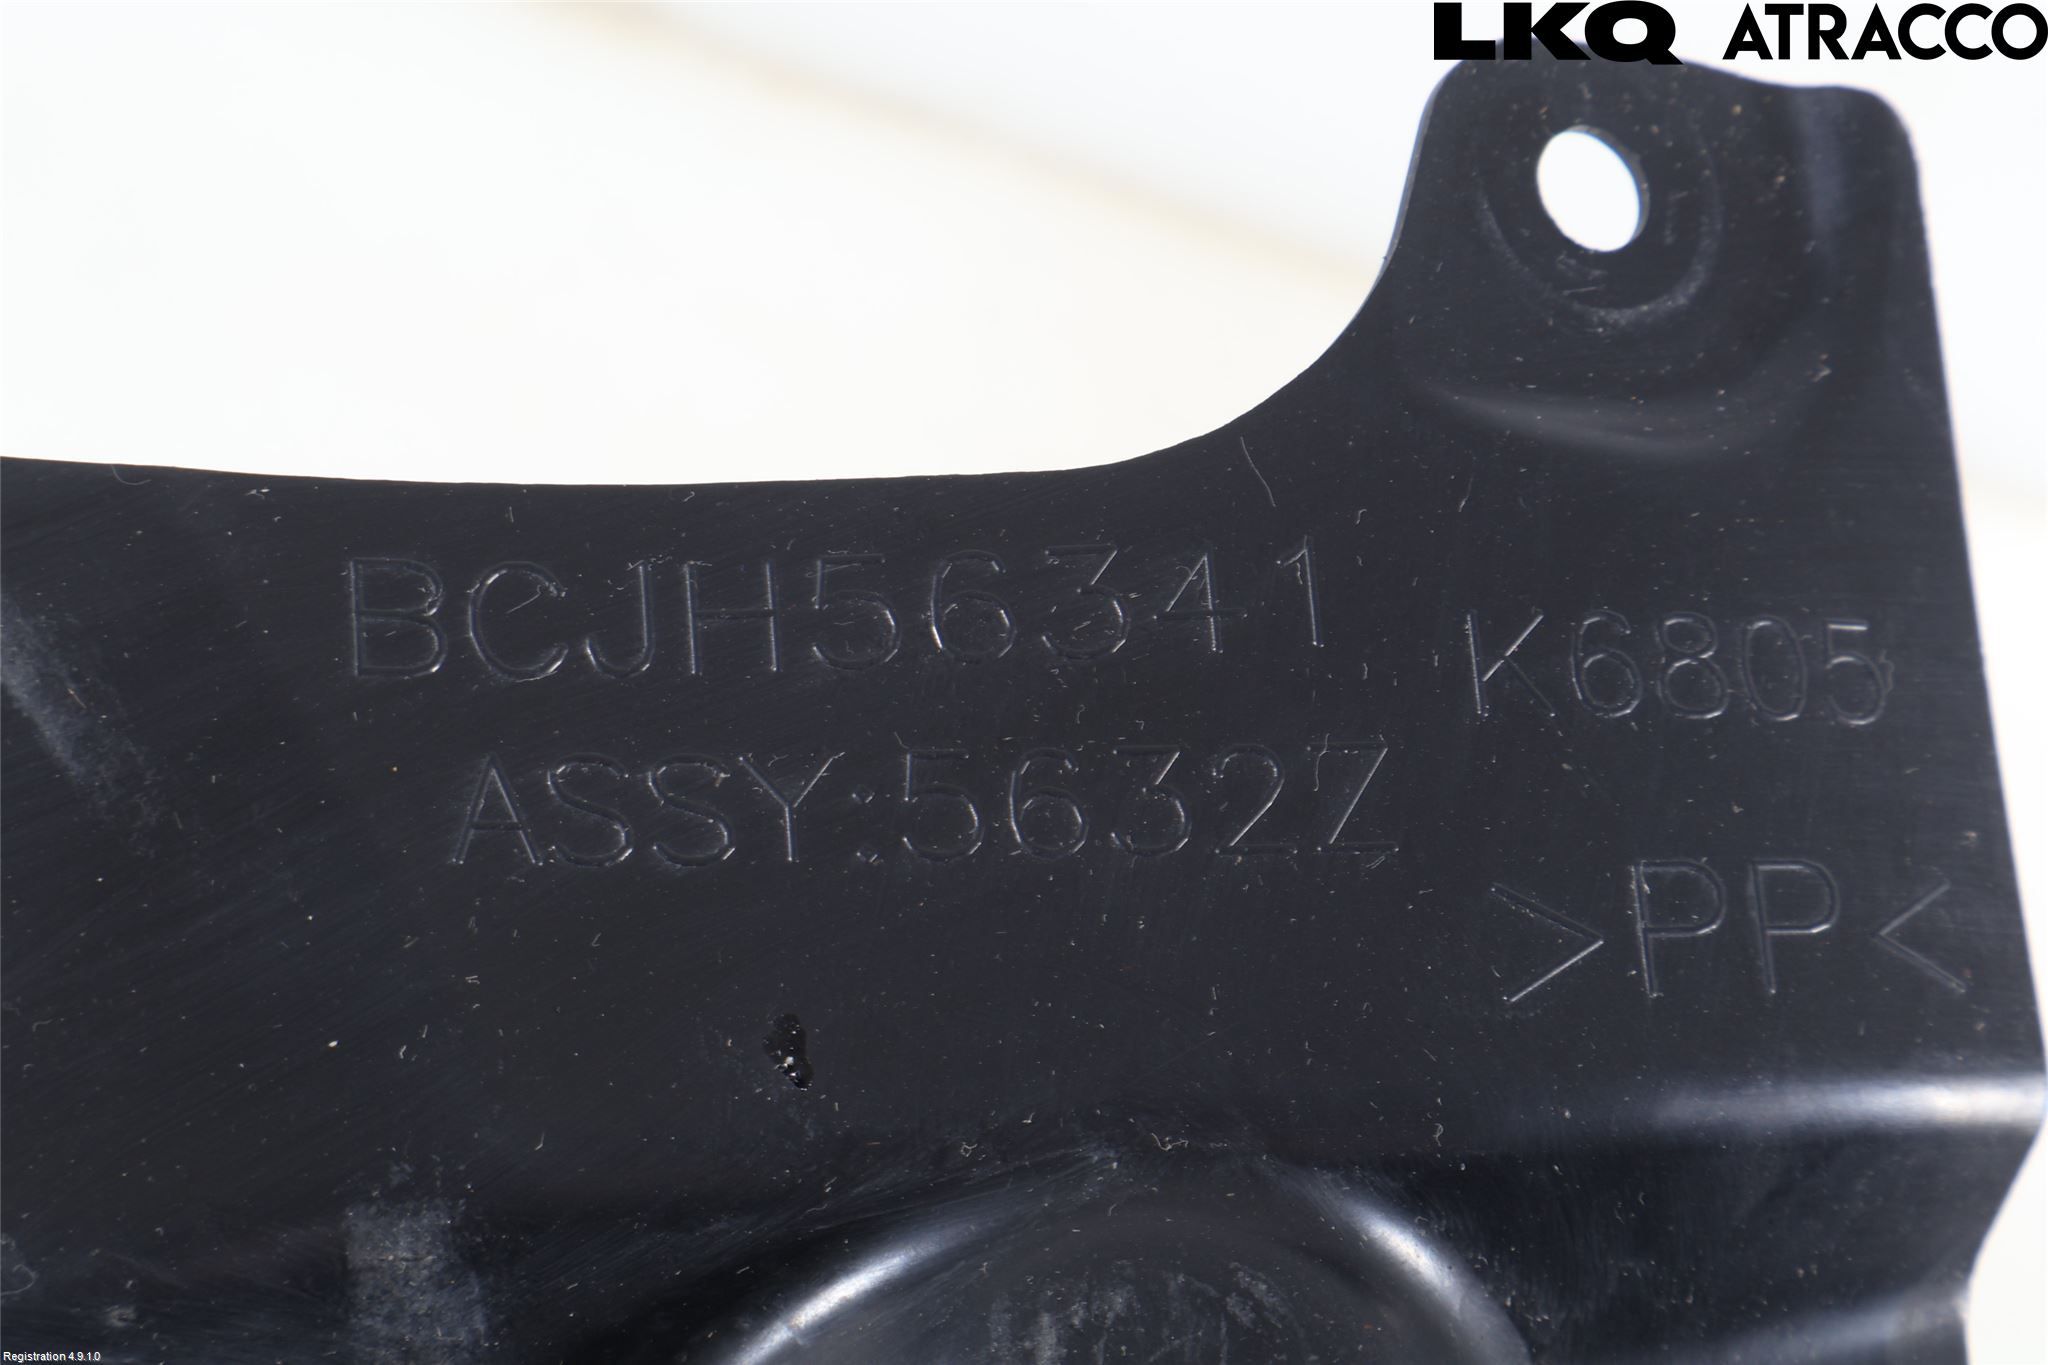 LKQ ATRACCO
BCJH56341
K6805
ASSY:5632Z
>PP<
Registration 4.9.1.0